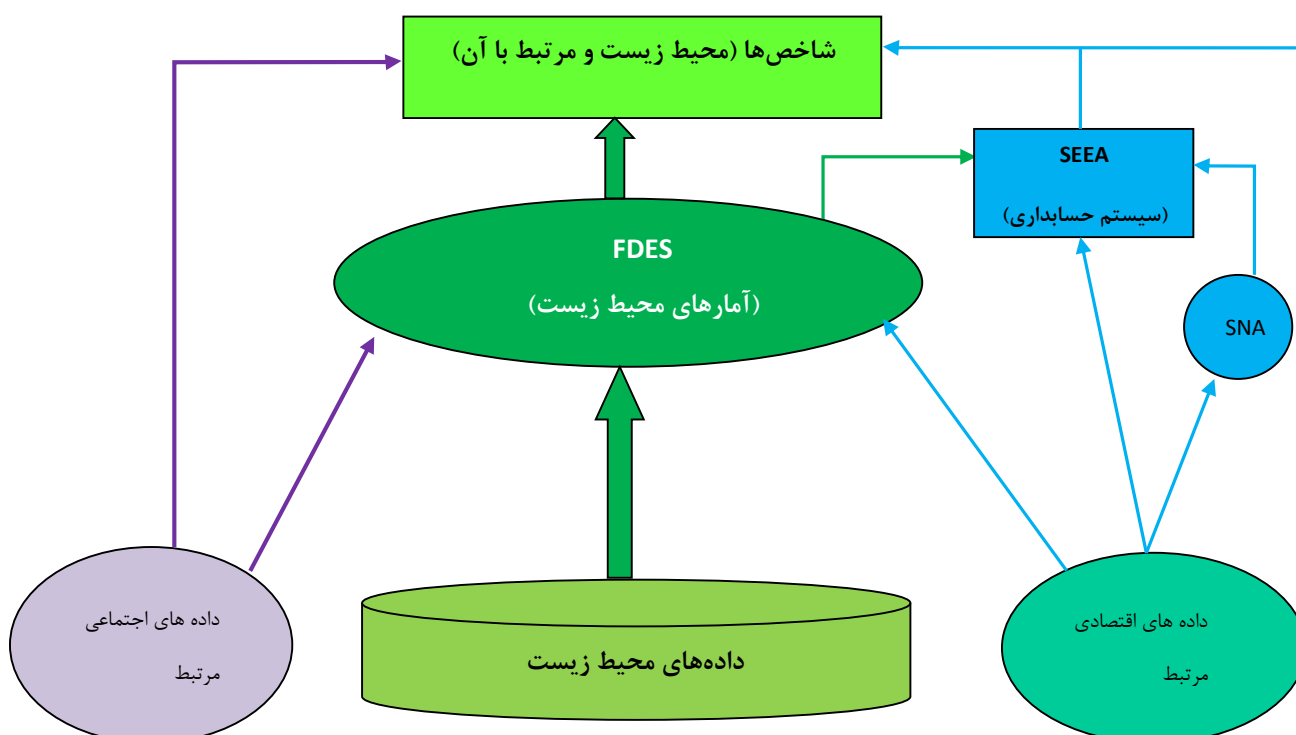 شاخص‌ها (محیط زیست و مرتبط با آن)
SEEA
(سیستم حسابداری)
FDES
(آمارهای محیط زیست)
SNA
داده های اجتماعی
مرتبط
داده‌های محیط زیست
داده های اقتصادی
مرتبط